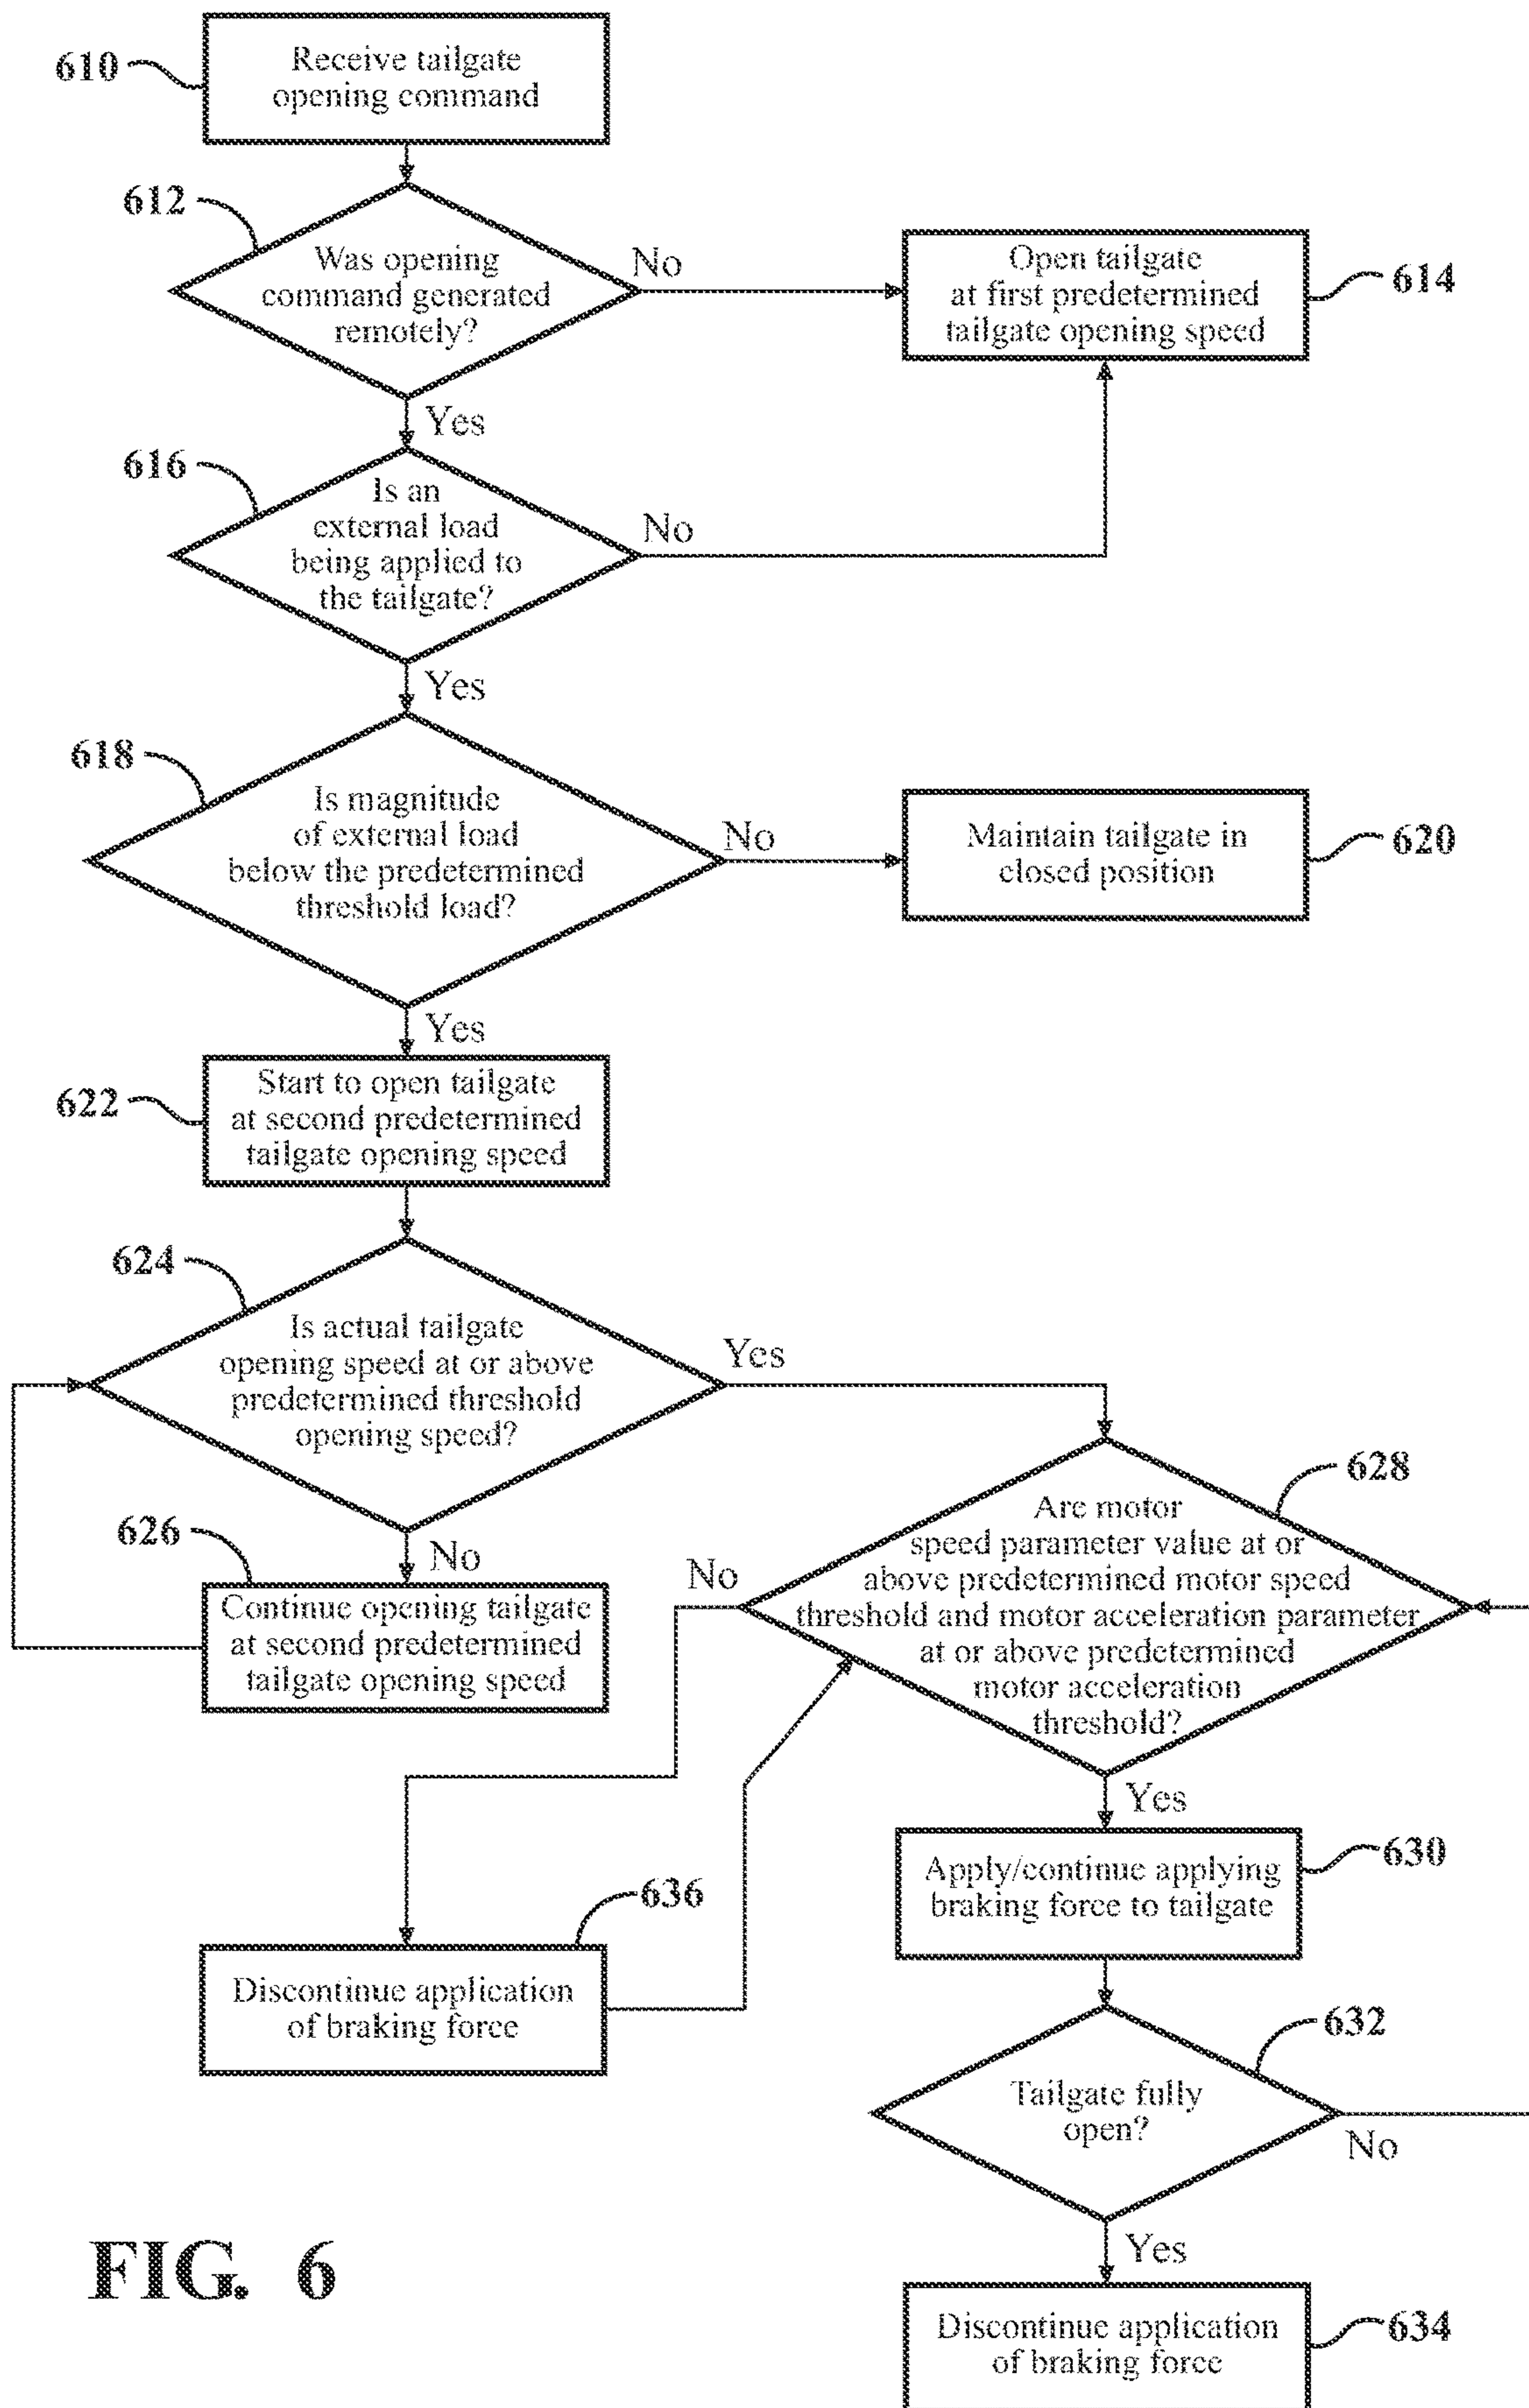 610
Receive tailgate
opening command
612
Was opening
command generated
remotely?
No
Open tailgate
at first predetermined
tailgate opening speed
614
Yes
616
Is an
external load
being applied to
the tailgate?
No
Yes
618
Is magnitude
of external load
below the predetermined
threshold load?
No
Maintain tailgate in
closed position
620
Yes
622
Start to open tailgate
at second predetermined
tailgate opening speed
624
Is actual tailgate
opening speed at or above
predetermined threshold
opening speed?
Yes
626
No
Continue opening tailgate
at second predetermined
tailgate opening speed
628
Are motor
speed parameter value at or
above predetermined motor speed
threshold and motor acceleration parameter
at or above predetermined
motor acceleration
threshold?
No
Yes
630
Apply/continue applying
braking force to tailgate
636
Discontinue application
of braking force
632
Tailgate fully
open?
No
Yes
634
Discontinue application
of braking force
FIG. 6